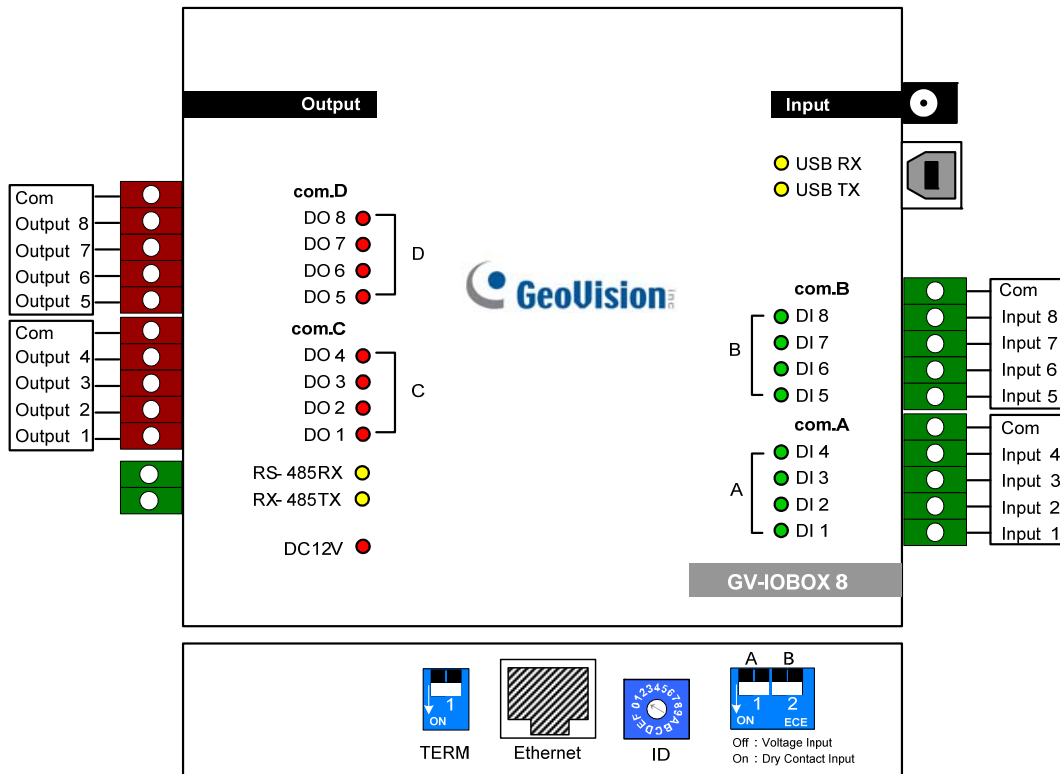 Output
Input
USB RX
USB TX
Com
Output 8
Output 7
Output 6
Output 5
Com
Output 4
Output 3
Output 2
Output 1
com.D
DO 8
DO 7
DO 6
DO 5
D
com.C
DO 4
DO 3
DO 2
DO 1
C
RS-485RX
RX-485TX
DC12V
GeoVision Inc
com.B
DI 8
DI 7
DI 6
DI 5
B
com.A
DI 4
DI 3
DI 2
DI 1
A
Com
Input 8
Input 7
Input 6
Input 5
Com
Input 4
Input 3
Input 2
Input 1
GV-IOBOX 8
1
ON
TERM
Ethernet
0123456789ABCDEF
ID
A B
1 2
ON ECE
Off : Voltage Input
On : Dry Contact Input